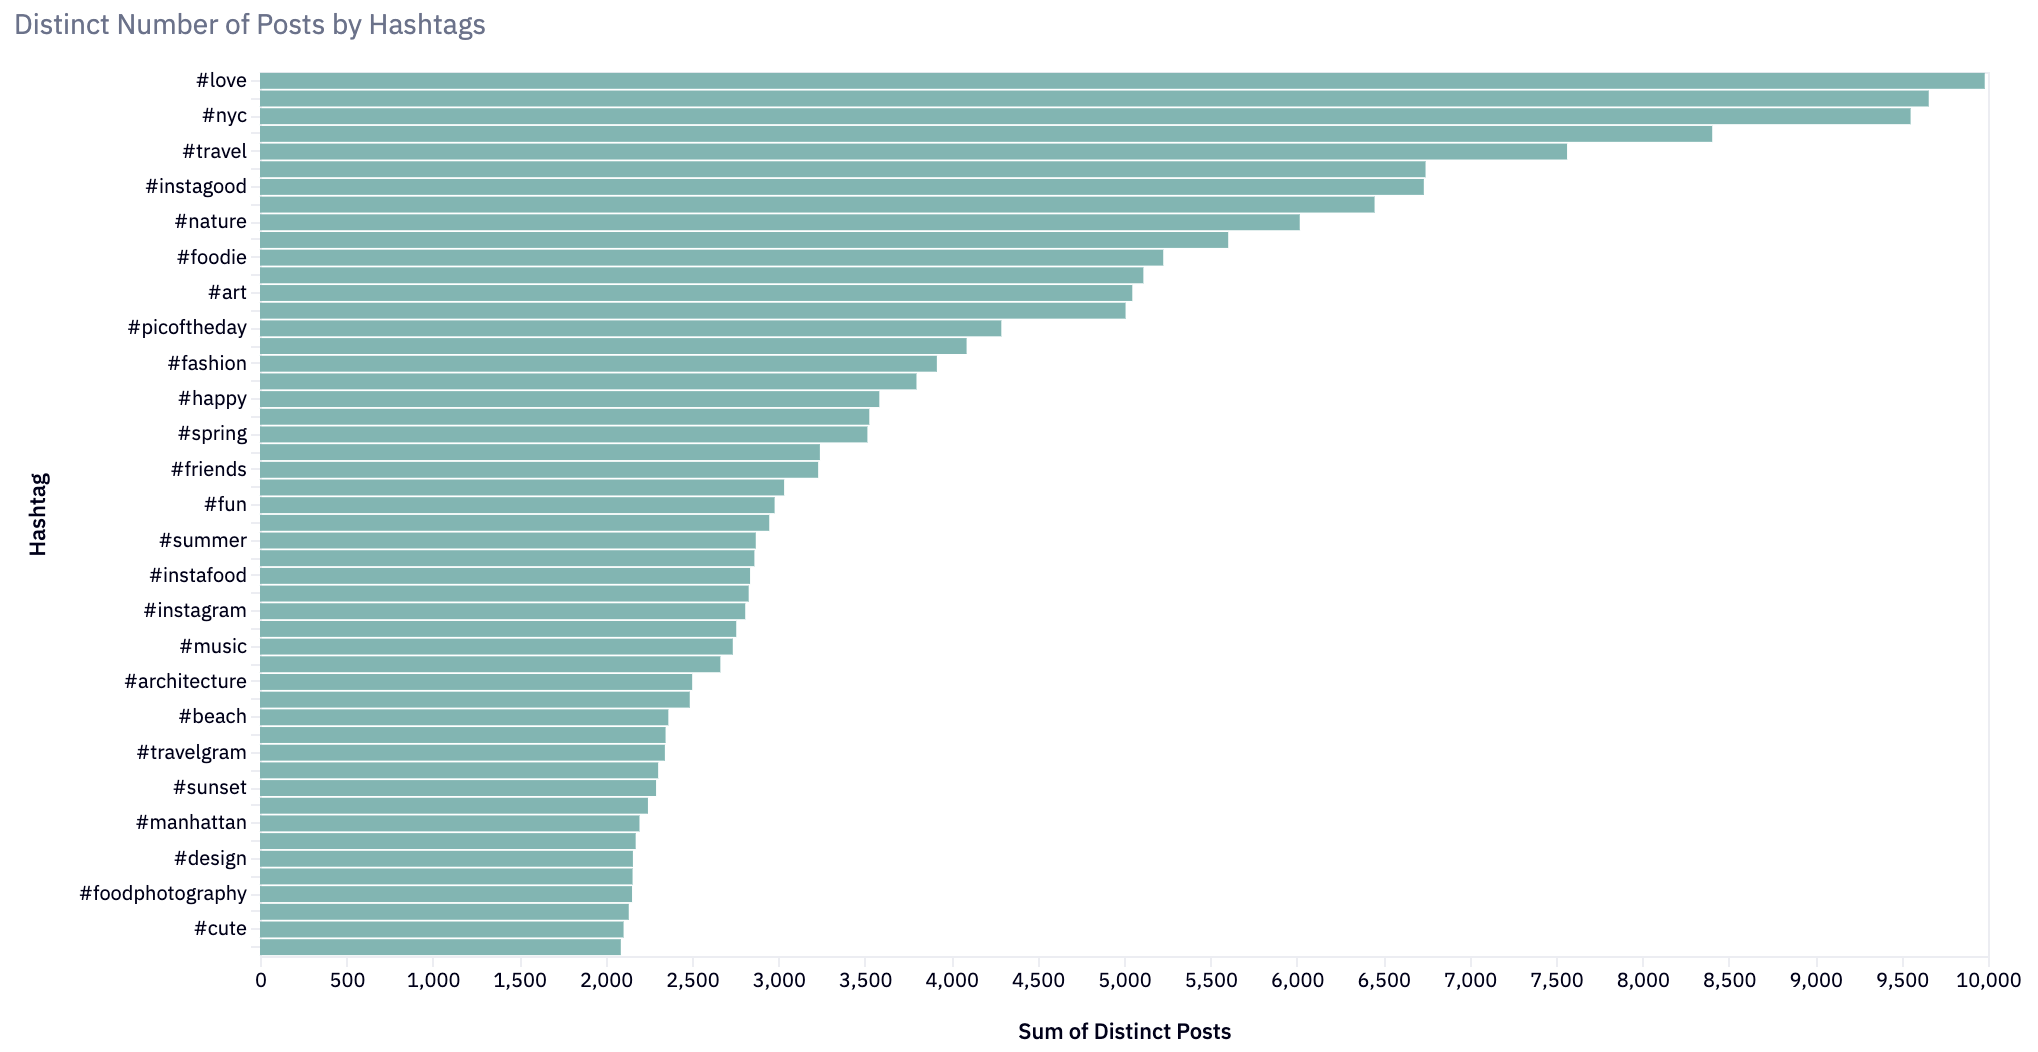 Distinct Number of Posts by Hashtags
#love
#nyc
#travel
#instagood
#nature
#foodie
#art
#picoftheday
#fashion
#happy
#spring
#friends
#fun
#summer
#instafood
#instagram
#music
#architecture
#beach
#travelgram
#sunset
#manhattan
#design
#foodphotography
#cute
Hashtag
0 500 1,000 1,500 2,000 2,500 3,000 3,500 4,000 4,500 5,000 5,500 6,000 6,500 7,000 7,500 8,000 8,500 9,000 9,500 10,000
Sum of Distinct Posts